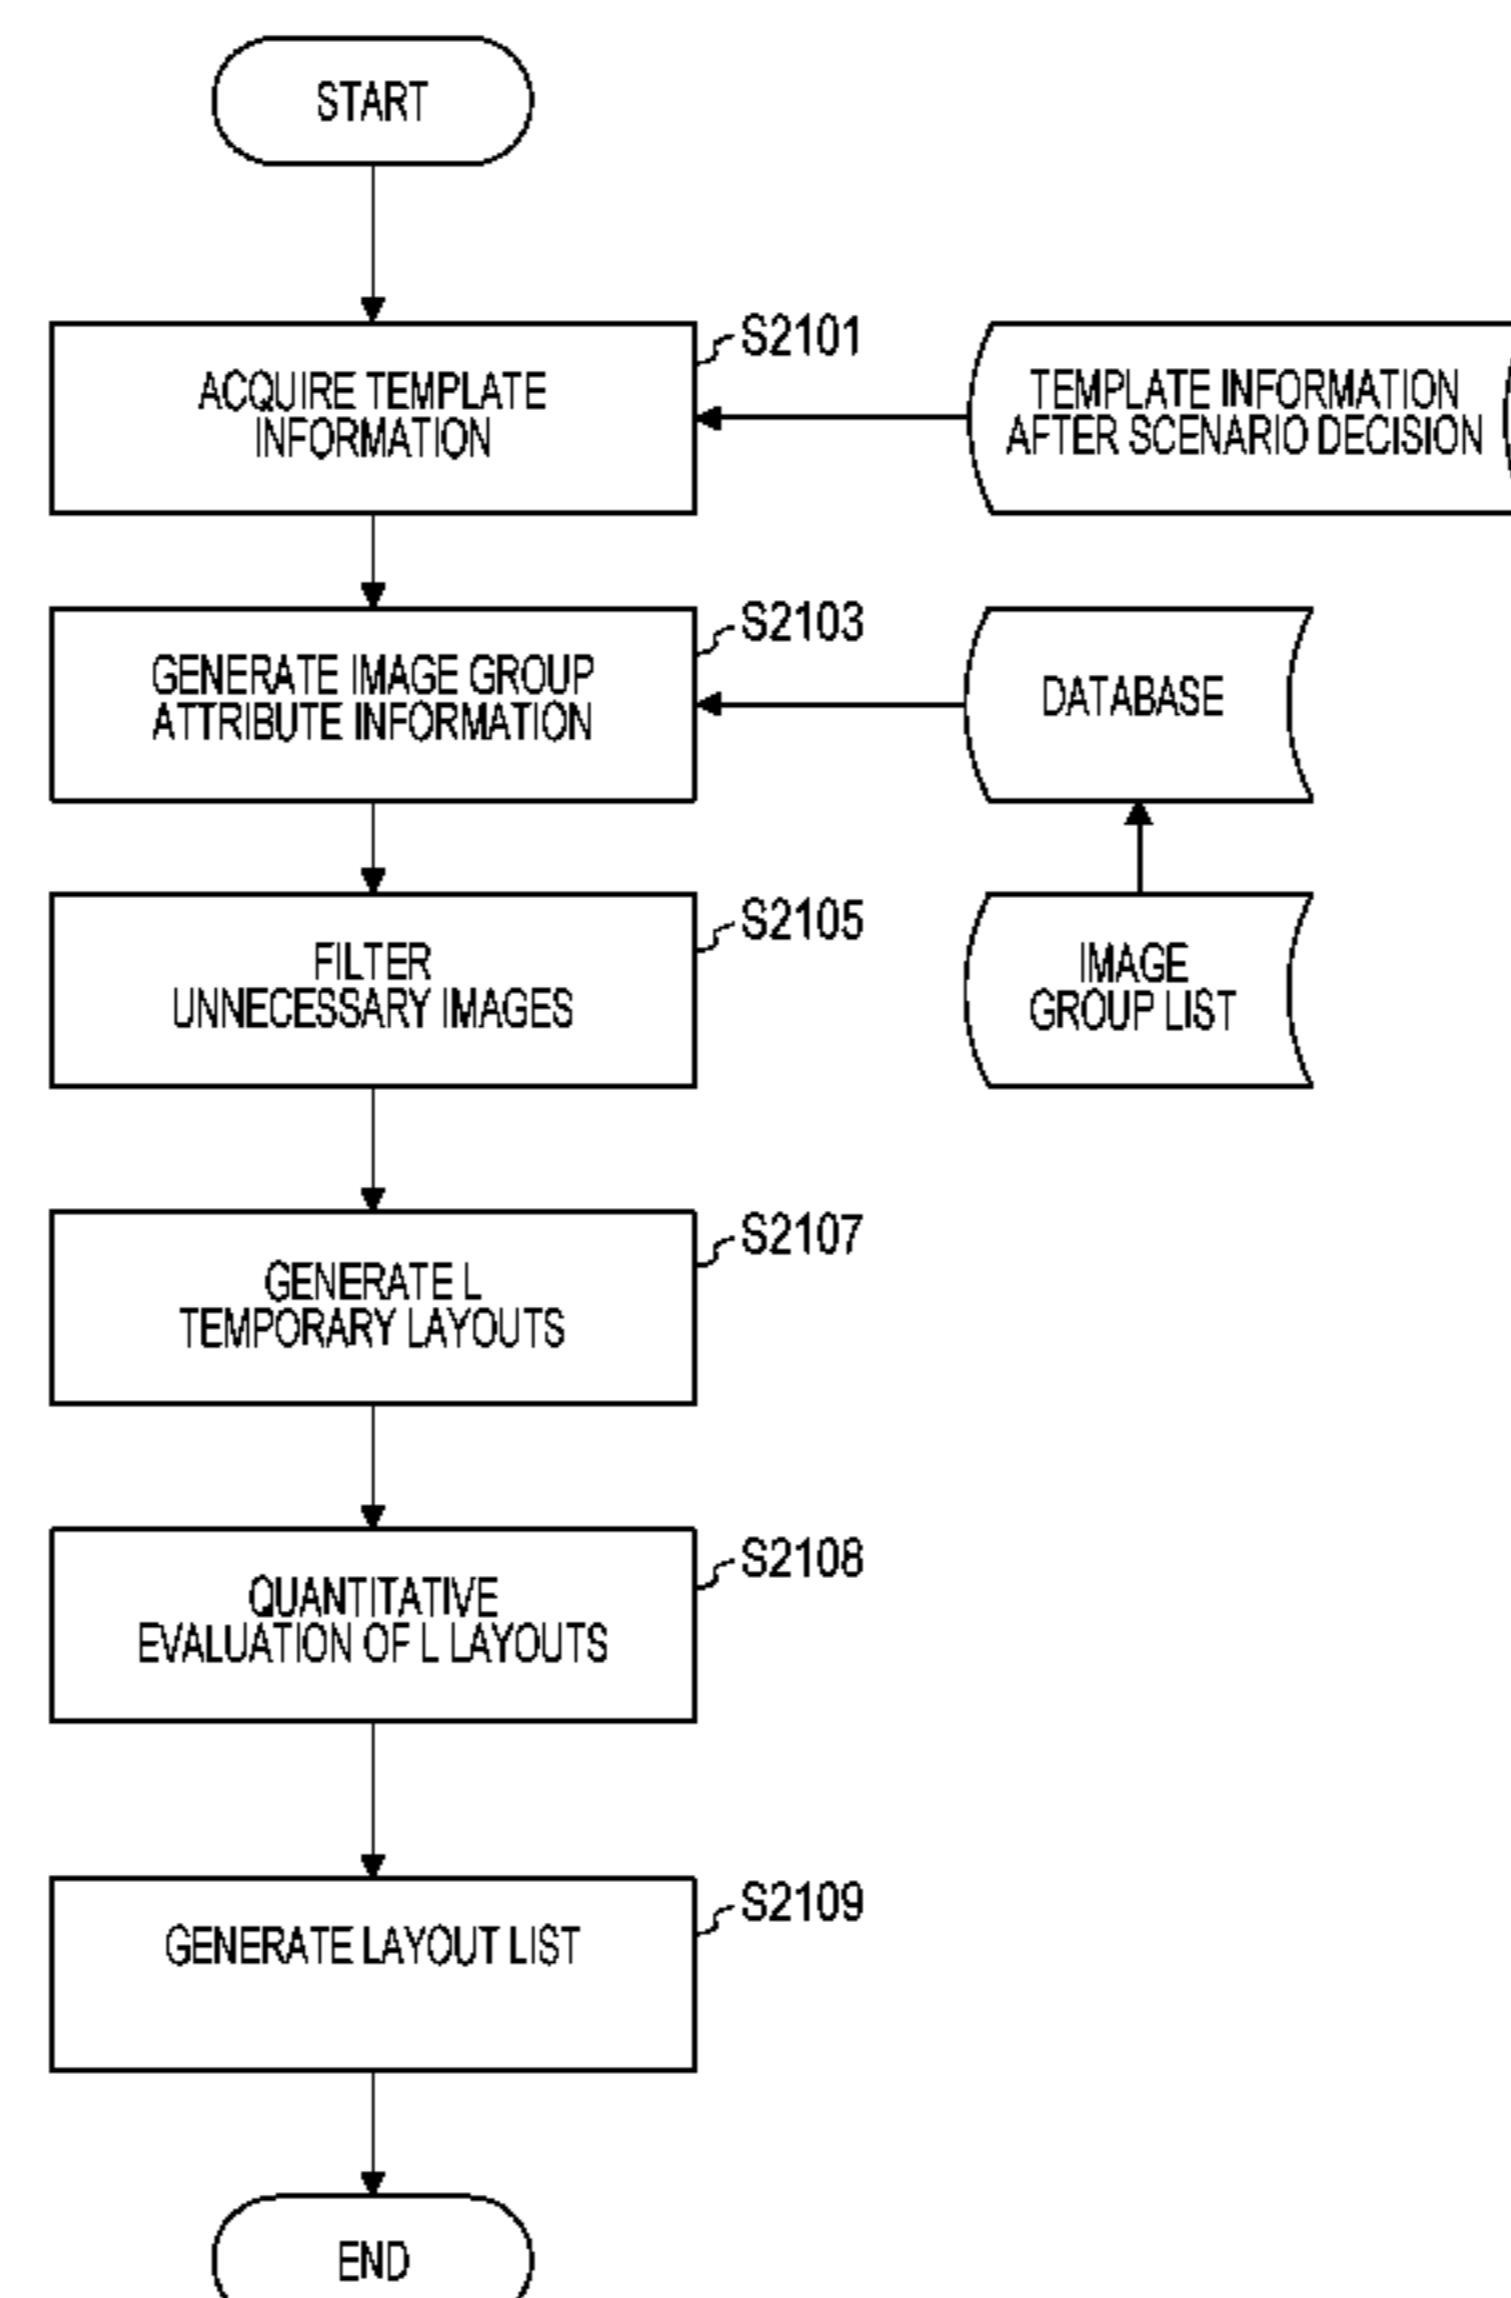 START
S2101
ACQUIRE TEMPLATE
INFORMATION
TEMPLATE INFORMATION
AFTER SCENARIO DECISION
S2103
GENERATE IMAGE GROUP
ATTRIBUTE INFORMATION
DATABASE
S2105
FILTER
UNNECESSARY IMAGES
IMAGE
GROUP LIST
S2107
GENERATE L
TEMPORARY LAYOUTS
S2108
QUANTITATIVE
EVALUATION OF L LAYOUTS
S2109
GENERATE LAYOUT LIST
END